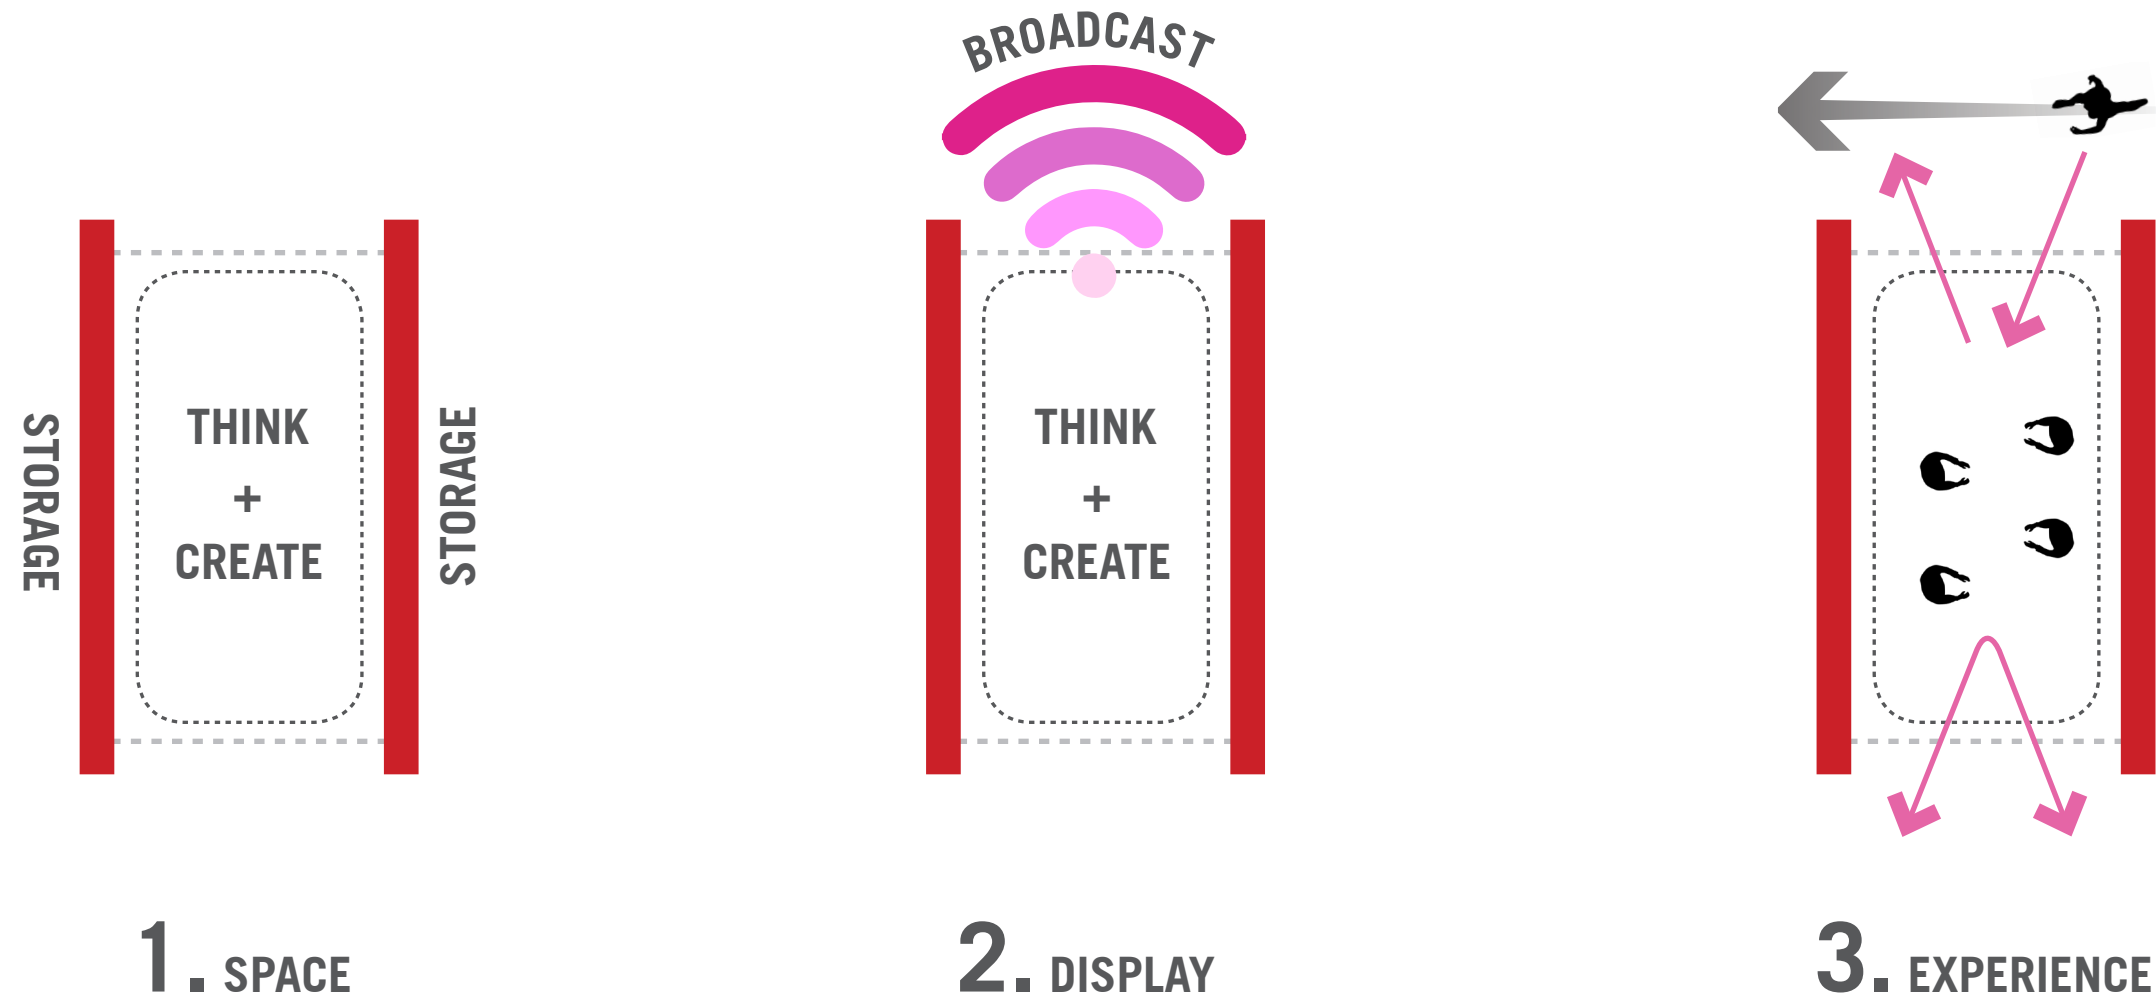 STORAGE
THINK
+
CREATE
STORAGE
1. SPACE
BROADCAST
THINK
+
CREATE
2. DISPLAY
3. EXPERIENCE